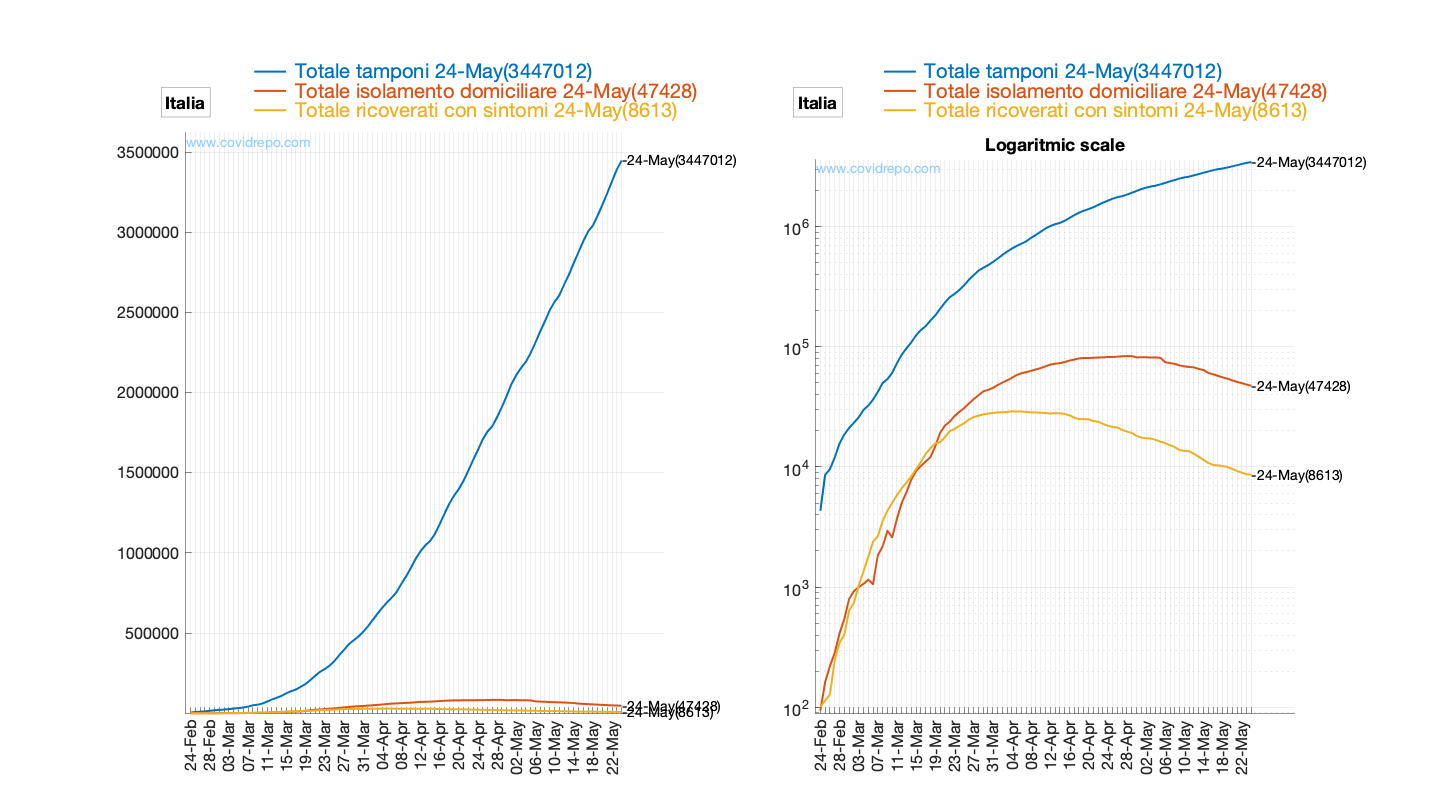 Totale tamponi 24-May(3447012)
Totale isolamento domiciliare 24-May(47428)
Totale ricoverati con sintomi 24-May(8613)
Italia
www.covidrepo.com
3500000
3000000
2500000
2000000
1500000
1000000
500000
-24-May(3447012)
-24-May(47428)
-24-May(8613)
24-Feb
28-Feb
03-Mar
07-Mar
11-Mar
15-Mar
19-Mar
23-Mar
27-Mar
31-Mar
04-Apr
08-Apr
12-Apr
16-Apr
20-Apr
24-Apr
28-Apr
02-May
06-May
10-May
14-May
18-May
22-May
Totale tamponi 24-May(3447012)
Totale isolamento domiciliare 24-May(47428)
Totale ricoverati con sintomi 24-May(8613)
Italia
Logaritmic scale
www.covidrepo.com
10^6
10^5
10^4
10^3
10^2
-24-May(3447012)
-24-May(47428)
-24-May(8613)
24-Feb
28-Feb
03-Mar
07-Mar
11-Mar
15-Mar
19-Mar
23-Mar
27-Mar
31-Mar
04-Apr
08-Apr
12-Apr
16-Apr
20-Apr
24-Apr
28-Apr
02-May
06-May
10-May
14-May
18-May
22-May